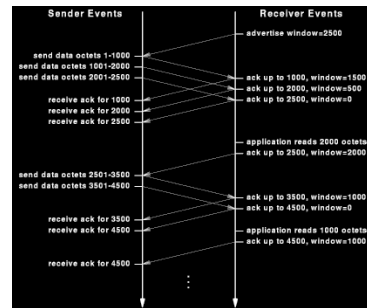 Sender Events
Receiver Events
advertise window=2500
send data octets 1-1000
send data octets 1001-2000
send data octets 2001-2500
ack up to 1000, window=1500
ack up to 2000, window=500
ack up to 2500, window=0
receive ack for 1000
receive ack for 2000
receive ack for 2500
application reads 2000 octets
ack up to 2500, window=2000
send data octets 2501-3500
send data octets 3501-4500
ack up to 3500, window=1000
ack up to 4500, window=0
receive ack for 3500
receive ack for 4500
application reads 1000 octets
ack up to 4500, window=1000
receive ack for 4500